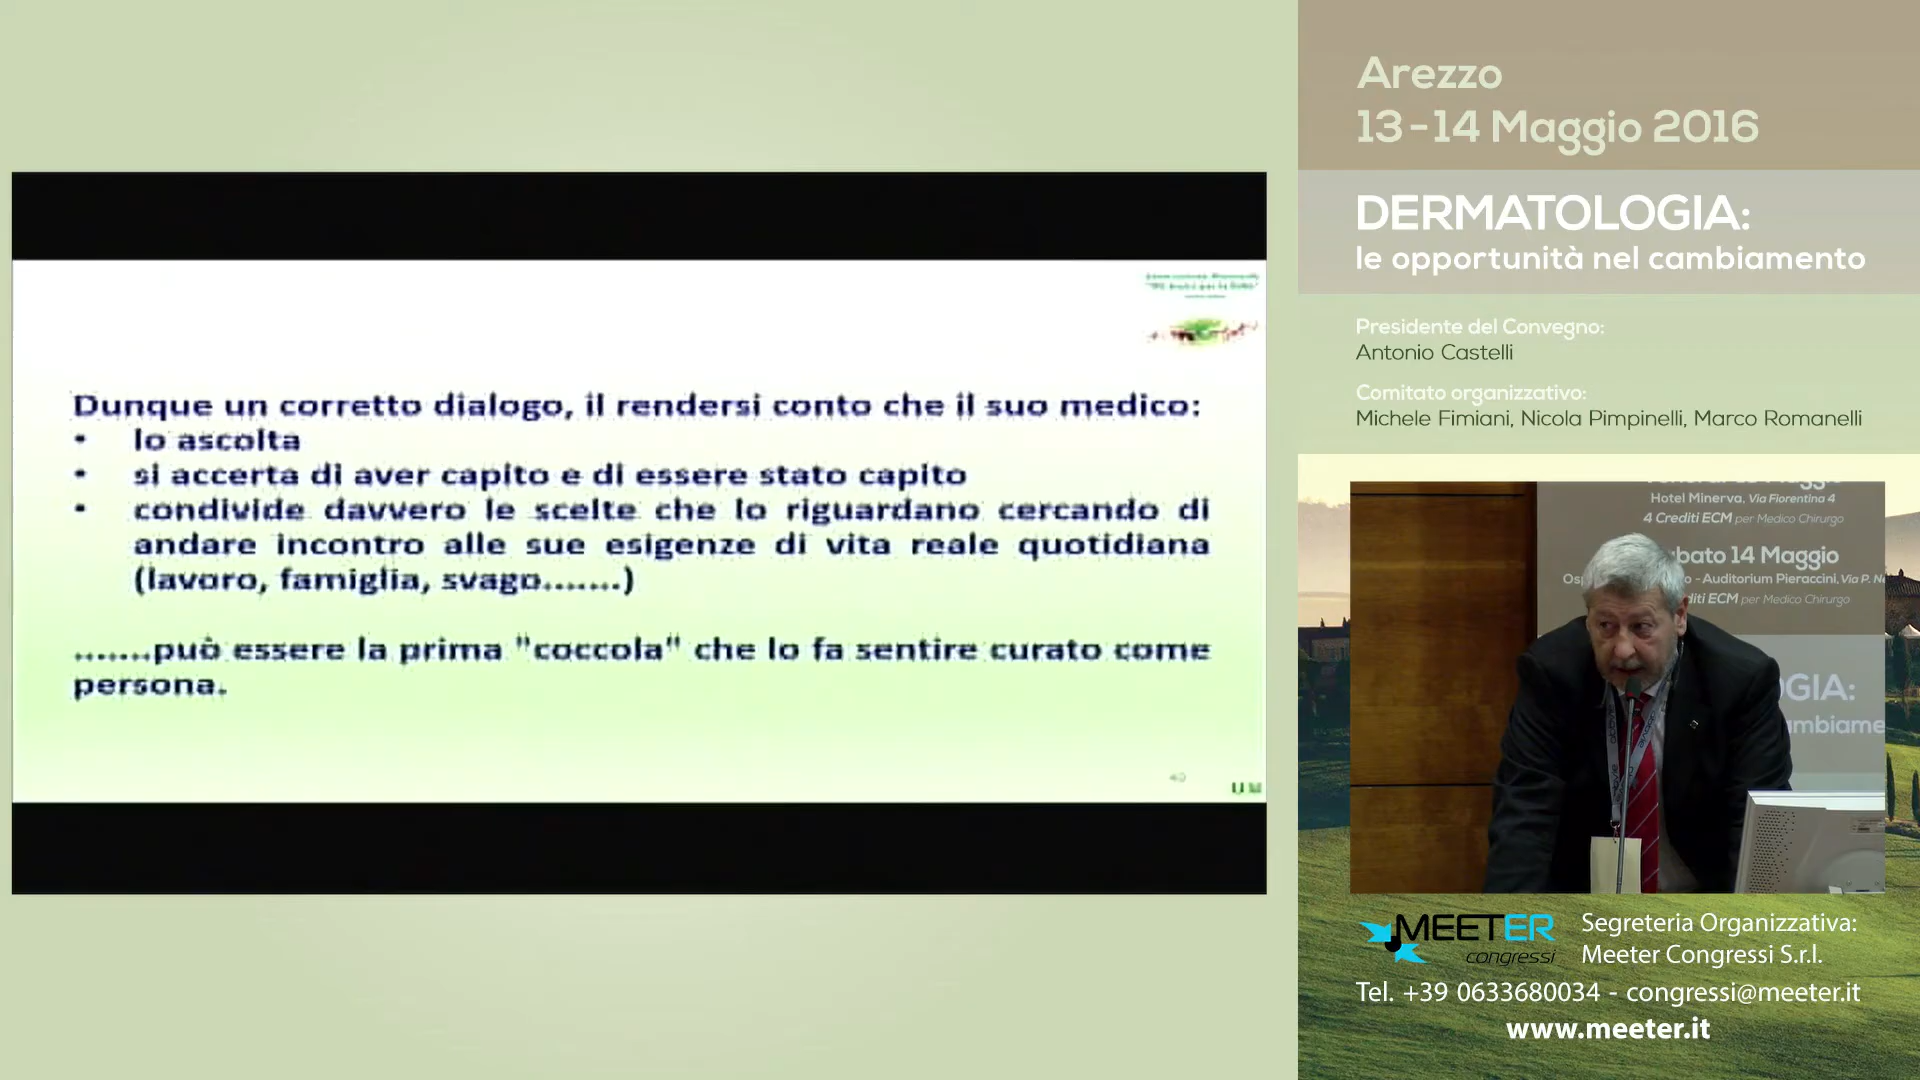 Dunque un corretto dialogo, il rendersi conto che il suo medico:
• lo ascolta
• si accerta di aver capito e di essere stato capito
• condivide davvero le scelte che lo riguardano cercando di
andare incontro alle sue esigenze di vita reale quotidiana
(lavoro, famiglia, svago.......)
.......può essere la prima "coccola" che lo fa sentire curato come
persona.
Arezzo
13-14 Maggio 2016
DERMATOLOGIA:
le opportunità nel cambiamento
Presidente del Convegno:
Antonio Castelli
Comitato organizzativo:
Michele Fimiani, Nicola Pimpinelli, Marco Romanelli
Hotel Minerva, Via Fiorentina 4
4 Crediti ECM per Medico Chirurgo
bato 14 Maggio
- Auditorium Pieraccini, Via P. N
diti ECM per Medico Chirurgo
OGIA:
ambiame
MEETER
congressi
Segreteria Organizzativa:
Meeter Congressi S.r.l.
Tel. +39 0633680034 - congressi@meeter.it
www.meeter.it